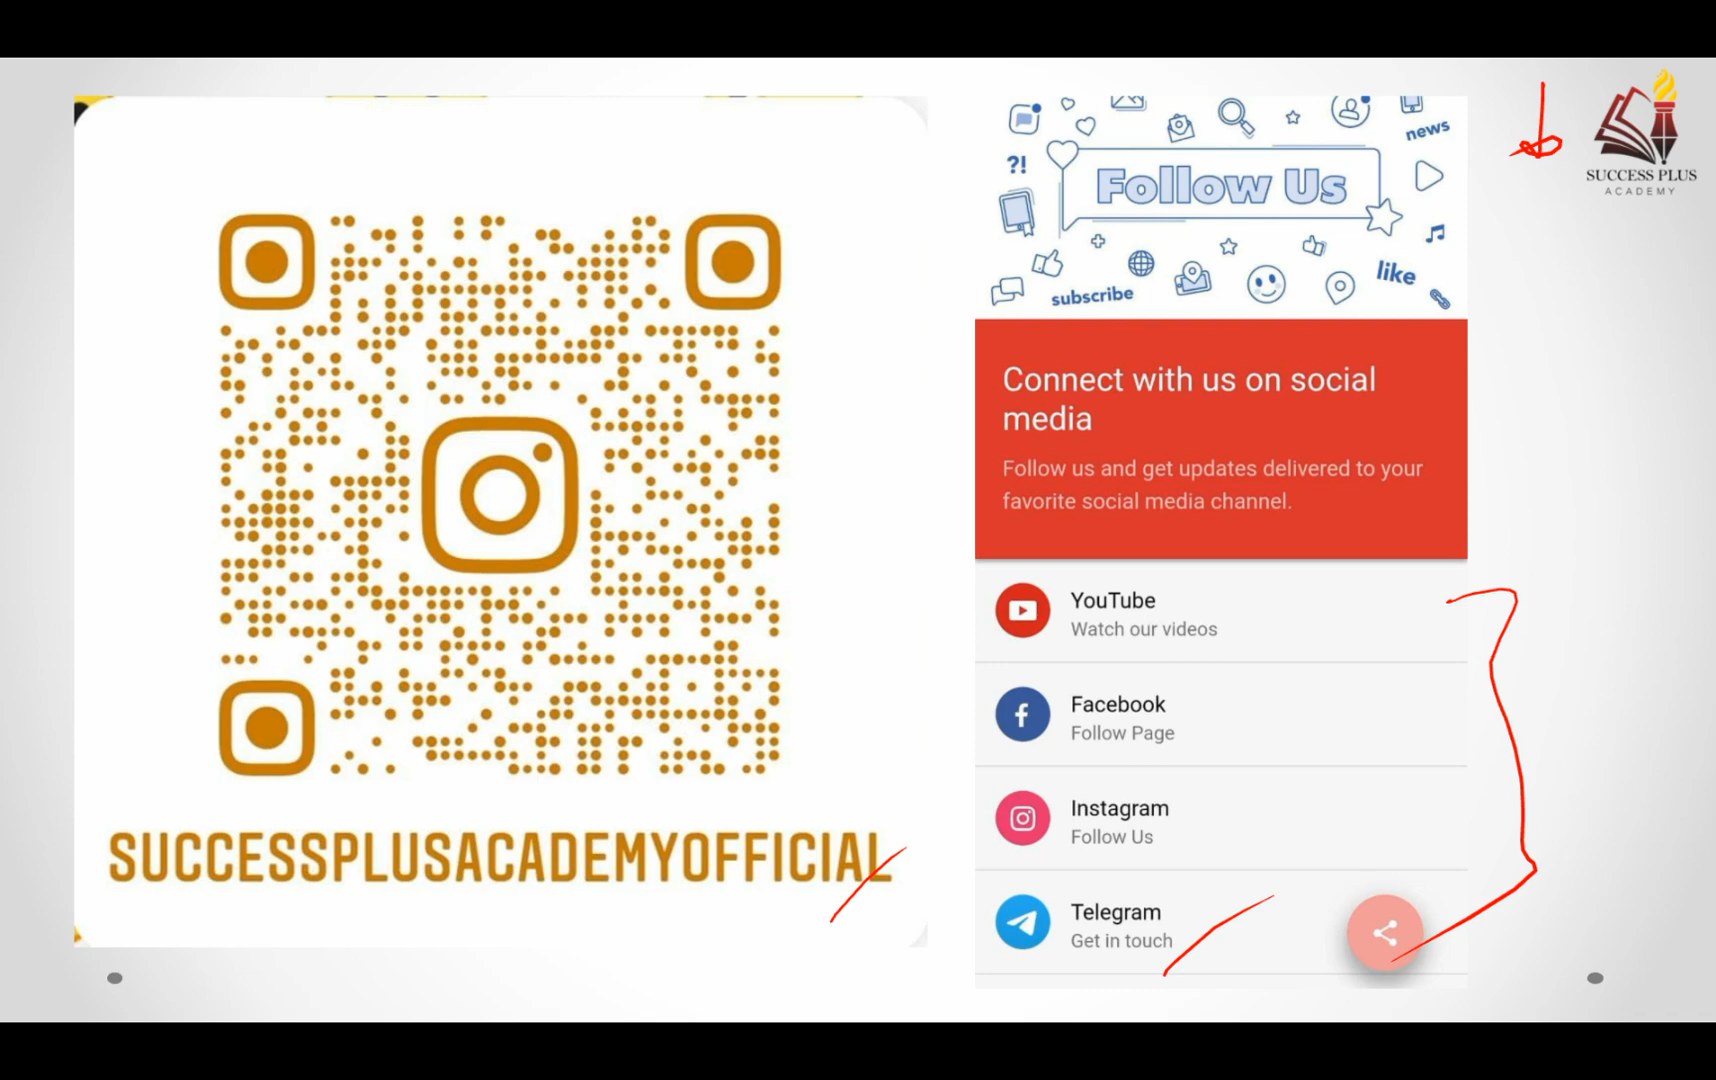 SUCCESSPLUSACADEMYOFFICIAL
news
?!
Follow Us
like
subscribe
Connect with us on social
media
Follow us and get updates delivered to your
favorite social media channel.
YouTube
Watch our videos
Facebook
Follow Page
Instagram
Follow Us
Telegram
Get in touch
SUCCESS PLUS
ACADEMY